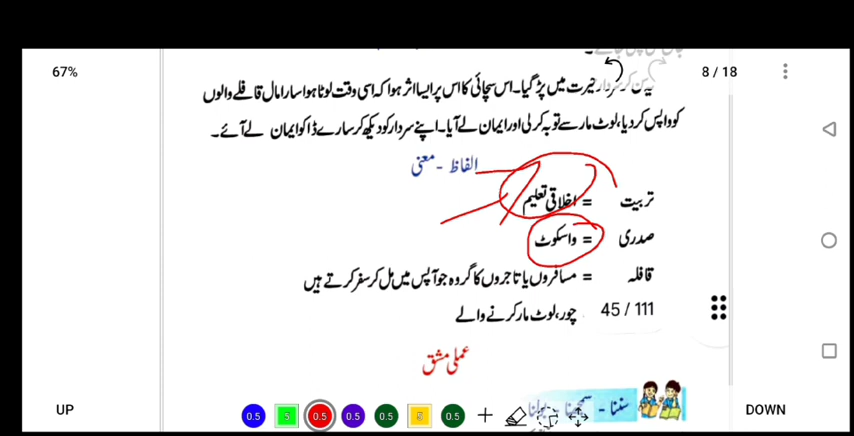 67%
8 / 18
حیرت میں پڑ گیا۔ اس سچائی کا اس پر ایسا اثر ہوا کہ اسی وقت لوٹا ہوا سارا مال قافلے والوں
کو واپس کر دیا، لوٹ مار سے توبہ کر لی اور ایمان لے آیا۔ اپنے سردار کو دیکھ کر سارے ڈاکو ایمان لے آئے۔
الفاظ - معنی
تربیت = اخلاقی تعلیم
صدری = واسکوٹ
قافلہ = مسافروں یا تاجروں کا گروہ جو آپس میں مل کر سفر کرتے ہیں
چور، لوٹ مار کرنے والے
45 / 111
عملی مشق
سننا - سمجھنا - بولنا
UP
0.5
5
0.5
0.5
0.5
5
0.5
DOWN